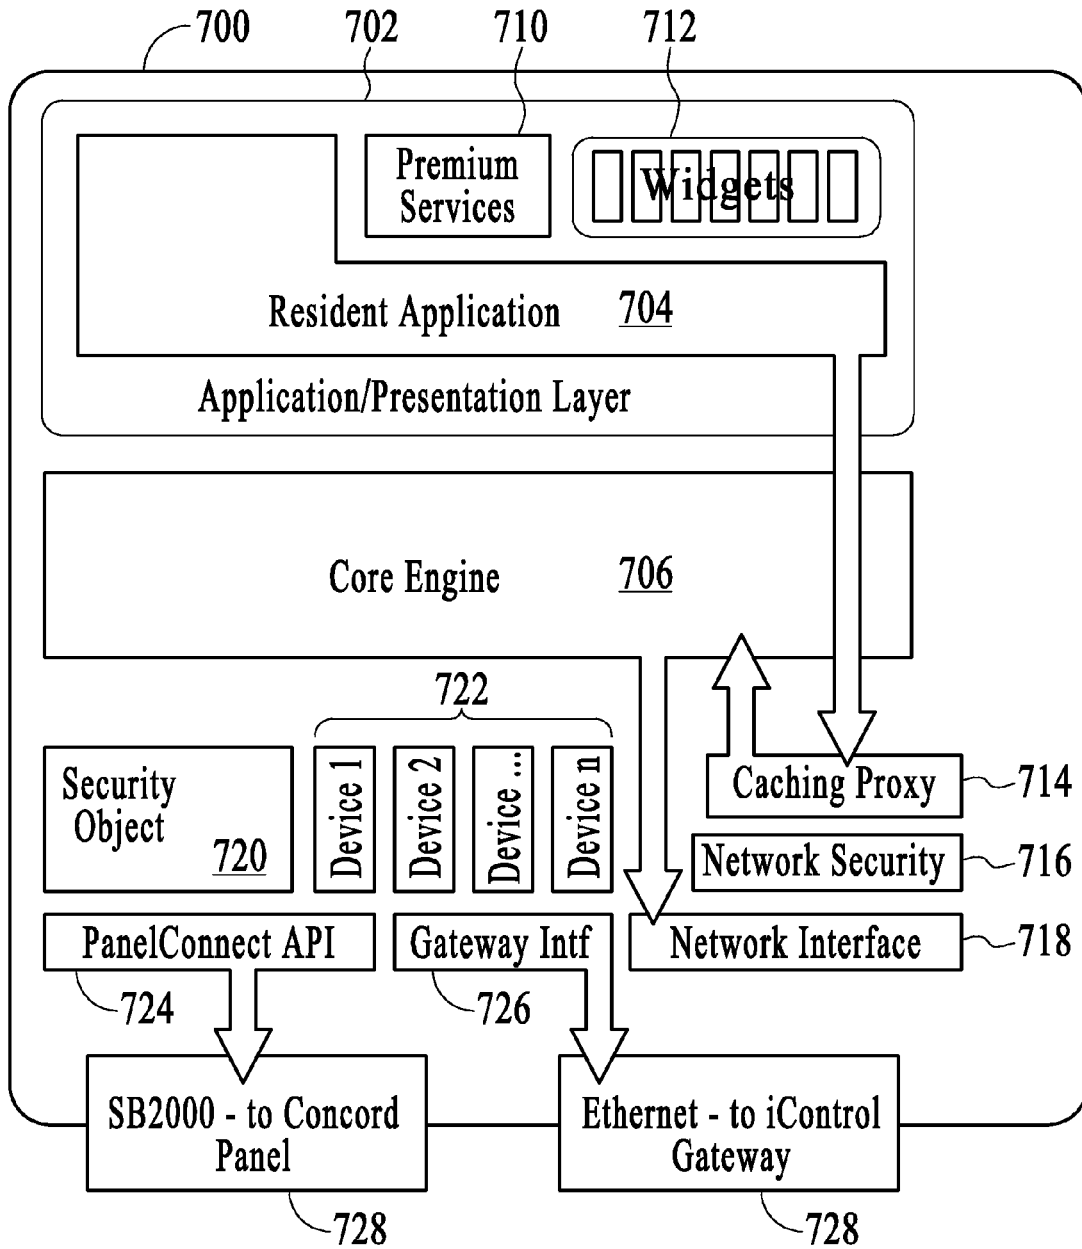 700
702
710
712
Premium
Services
Widgets
Resident Application 704
Application/Presentation Layer
Core Engine 706
722
Security
Object
720
Device 1
Device 2
Device ...
Device n
Caching Proxy
714
Network Security
716
PanelConnect API
Gateway Intf
Network Interface
718
724
726
SB2000 - to Concord
Panel
Ethernet - to iControl
Gateway
728
728